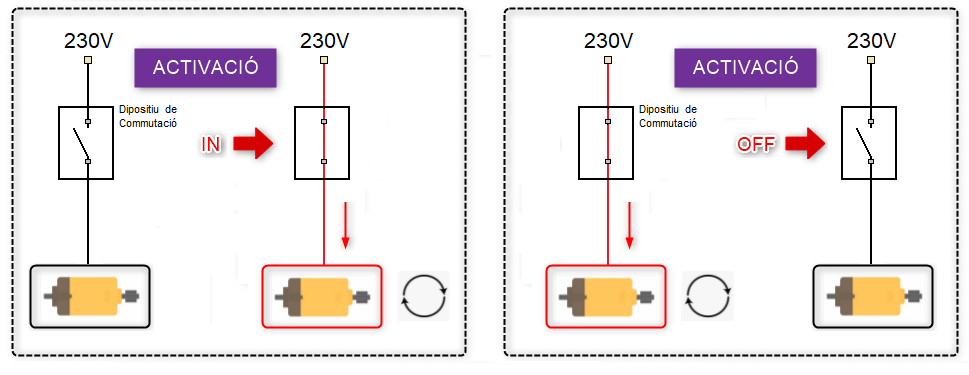 230V
ACTIVACIÓ
230V
Dipositiu de
Commutació
IN
230V
ACTIVACIÓ
230V
Dipositiu de
Commutació
OFF